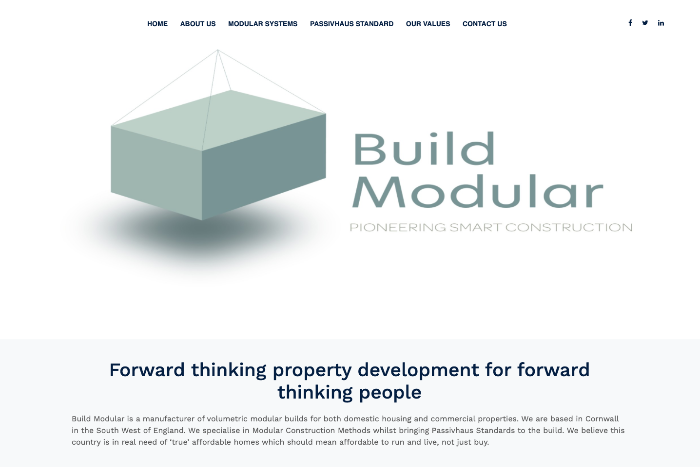 HOME ABOUT US MODULAR SYSTEMS PASSIVHAUS STANDARD OUR VALUES CONTACT US
Build
Modular
PIONEERING SMART CONSTRUCTION
Forward thinking property development for forward
thinking people
Build Modular is a manufacturer of volumetric modular builds for both domestic housing and commercial properties. We are based in Cornwall
in the South West of England. We specialise in Modular Construction Methods whilst bringing Passivhaus Standards to the build. We believe this
country is in real need of 'true' affordable homes which should mean affordable to run and live, not just buy.